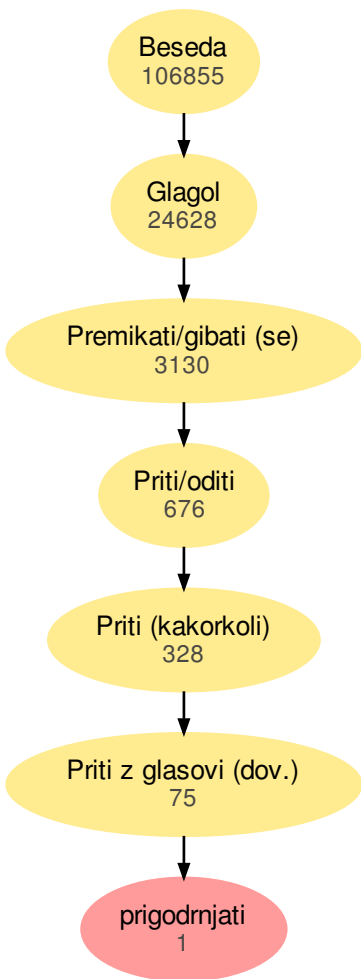 Beseda
106855
Glagol
24628
Premikati/gibati (se)
3130
Priti/oditi
676
Priti (kakorkoli)
328
Priti z glasovi (dov.)
75
prigodrnjati
1